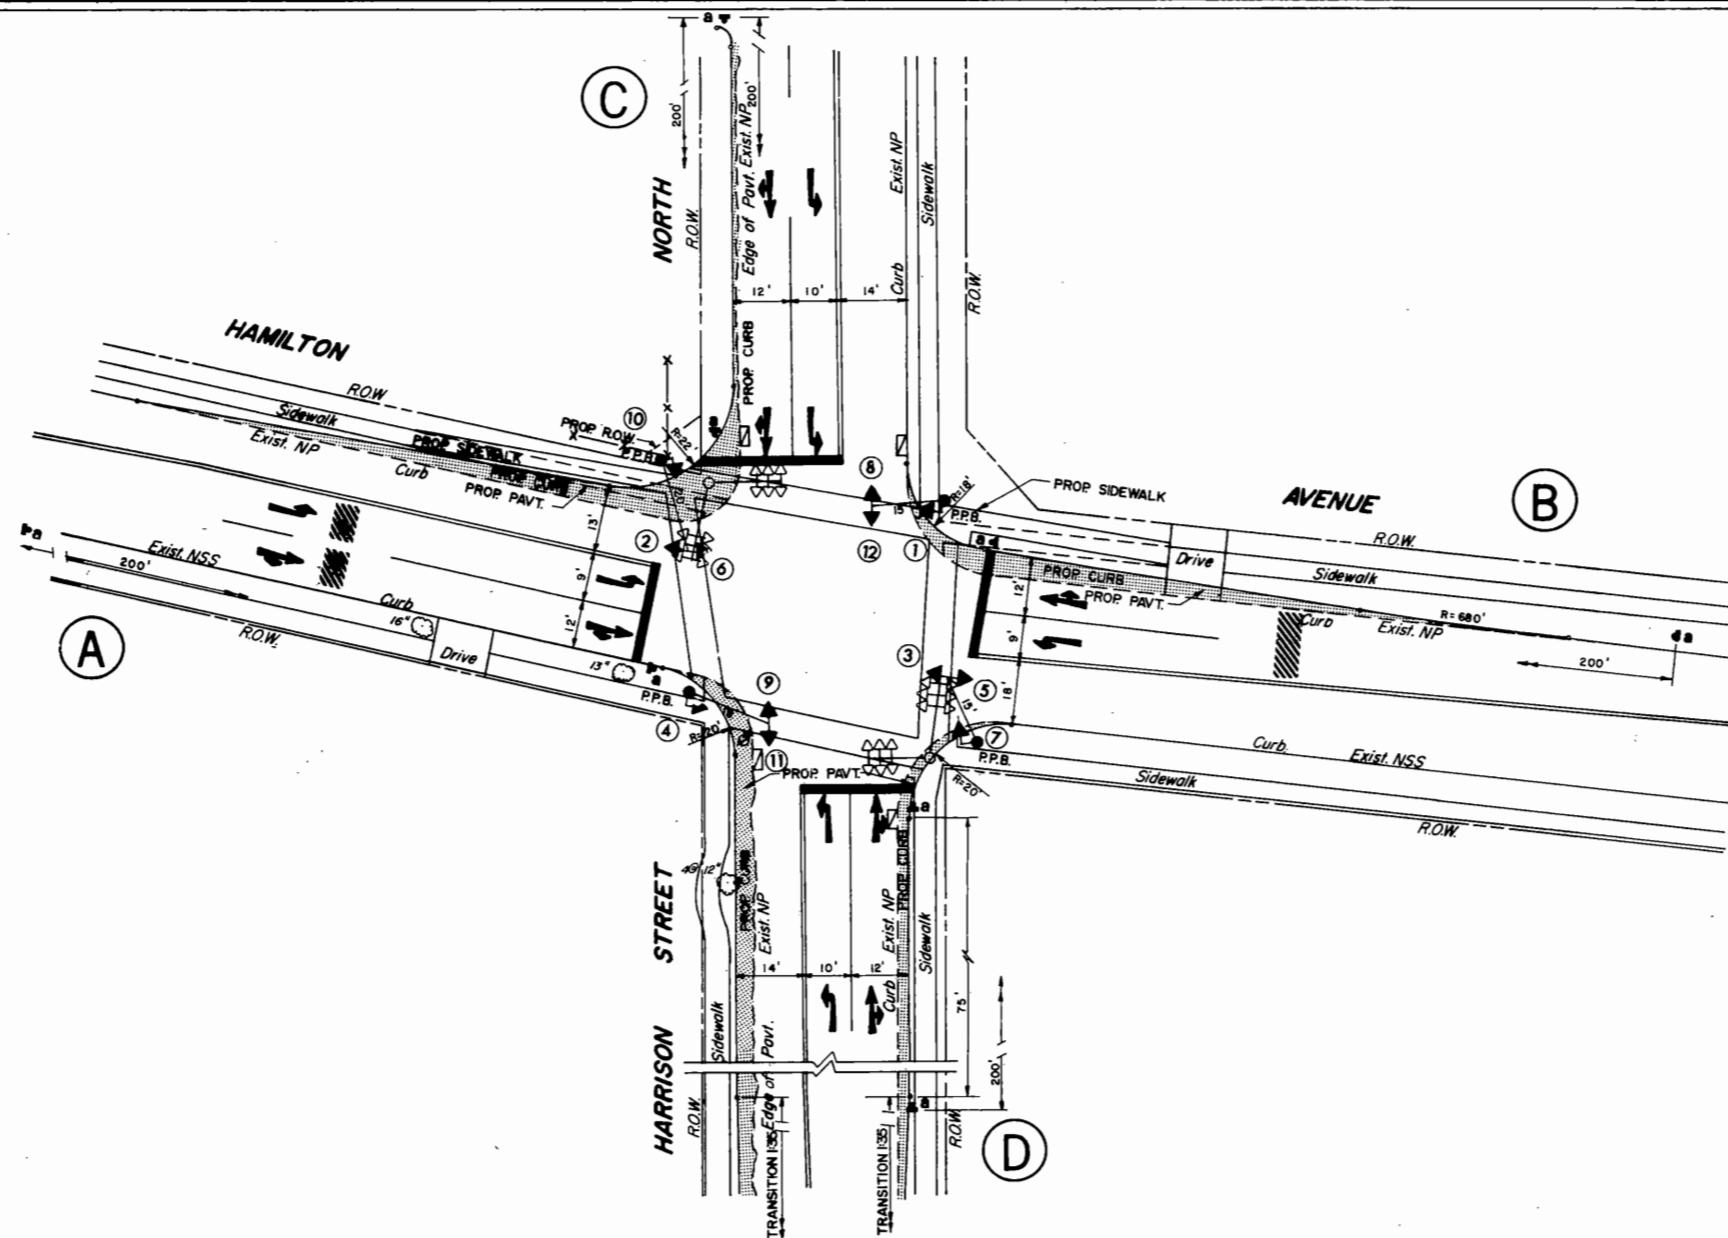 a
C
200'
200'
Exist. NP
Edge of Pavt.
NORTH
R.O.W.
Curb
Exist. NP
Sidewalk
R.O.W.
12'
10'
14'
PROP. CURB
HAMILTON
R.O.W.
Sidewalk
Exist. NP
Curb
PROP. SIDEWALK
PROP. CURB
PROP. PAVT.
PROP. R.O.W.
10
R=22'
P.P.B.
a
8
15'
R=18'
P.P.B.
PROP. SIDEWALK
AVENUE
B
R.O.W.
12
1
a
Drive
Sidewalk
PROP. CURB
PROP. PAVT.
R=680'
Curb
Exist. NP
a
200'
12'
9'
18'
a
200'
Exist. NSS
Curb
16"
13'
9'
12'
2
6
A
R.O.W.
Drive
13"
a
P.P.B.
4
R=20'
9
11
3
5
15'
7
P.P.B.
R=20'
PROP. PAVT.
Curb
Exist. NSS
Sidewalk
R.O.W.
a
PROP. CURB
4@12"
PROP. CURB
STREET
Exist. NP
Curb
Exist. NP
Sidewalk
14'
10'
12'
75'
200'
HARRISON
Sidewalk
Edge of Pavt.
R.O.W.
a
R.O.W.
D
TRANSITION 1:35
TRANSITION 1:35